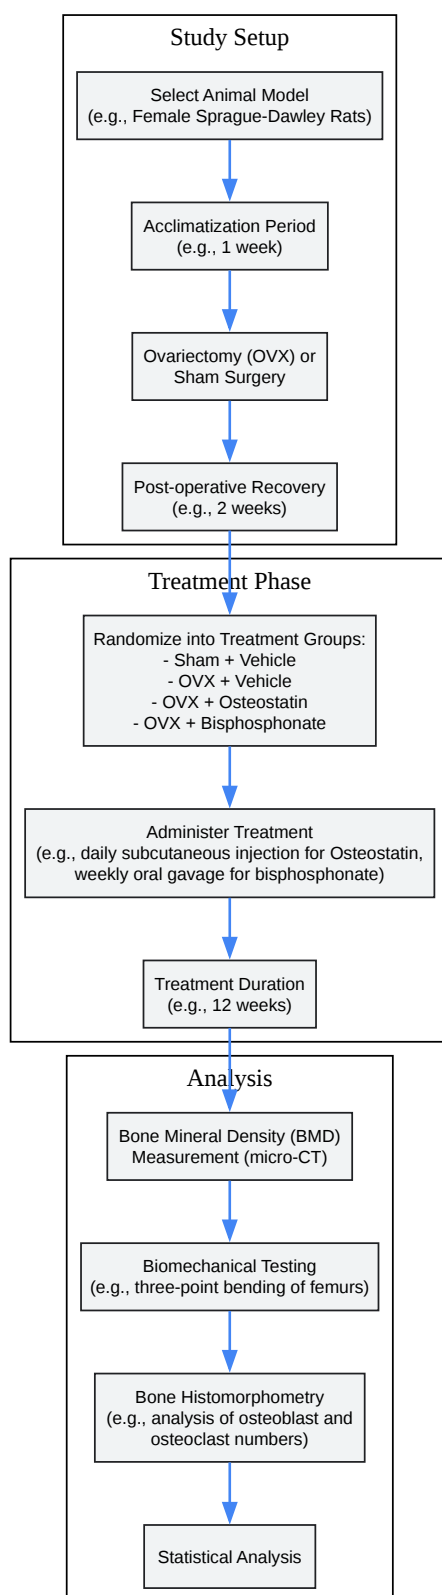 Study Setup
Select Animal Model
(e.g., Female Sprague-Dawley Rats)
Acclimatization Period
(e.g., 1 week)
Ovariectomy (OVX) or
Sham Surgery
Post-operative Recovery
(e.g., 2 weeks)
Treatment Phase
Randomize into Treatment Groups:
- Sham + Vehicle
- OVX + Vehicle
- OVX + Osteostatin
- OVX + Bisphosphonate
Administer Treatment
(e.g., daily subcutaneous injection for Osteostatin,
weekly oral gavage for bisphosphonate)
Treatment Duration
(e.g., 12 weeks)
Analysis
Bone Mineral Density (BMD)
Measurement (micro-CT)
Biomechanical Testing
(e.g., three-point bending of femurs)
Bone Histomorphometry
(e.g., analysis of osteoblast and
osteoclast numbers)
Statistical Analysis